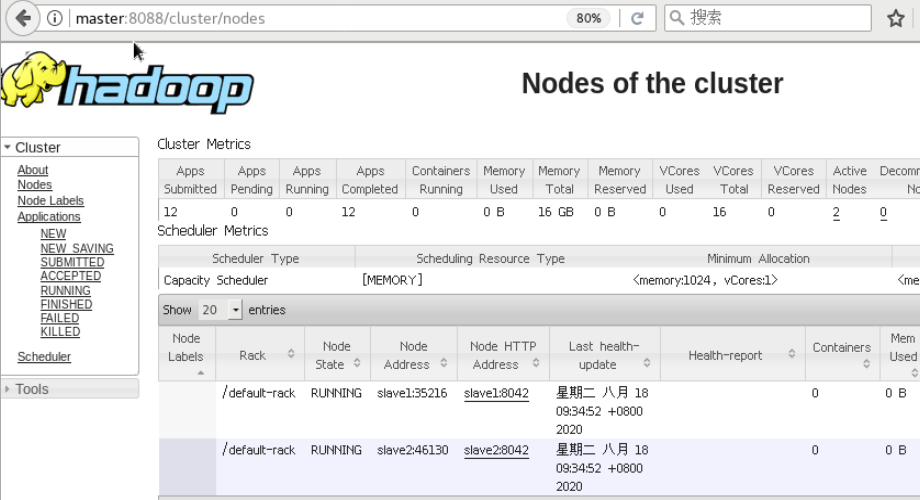 master:8088/cluster/nodes 80% 搜索
hadoop
Nodes of the cluster
Cluster
About
Nodes
Node Labels
Applications
NEW
NEW_SAVING
SUBMITTED
ACCEPTED
RUNNING
FINISHED
FAILED
KILLED
Scheduler
Tools
Cluster Metrics
Apps Apps Apps Apps Containers Memory Memory Memory VCores VCores VCores Active Decomm
Submitted Pending Running Completed Running Used Total Reserved Used Total Reserved Nodes No
12 0 0 12 0 0 B 16 GB 0 B 0 16 0 2 0
Scheduler Metrics
Scheduler Type Scheduling Resource Type Minimum Allocation
Capacity Scheduler [MEMORY] <memory:1024, vCores:1> <me
Show 20 entries
Node Labels Rack Node State Node Address Node HTTP Address Last health-update Health-report Containers Mem Used
/default-rack RUNNING slave1:35216 slave1:8042 星期二 八月 18 0 0 B
09:34:52 +0800
2020
/default-rack RUNNING slave2:46130 slave2:8042 星期二 八月 18 0 0 B
09:34:52 +0800
2020